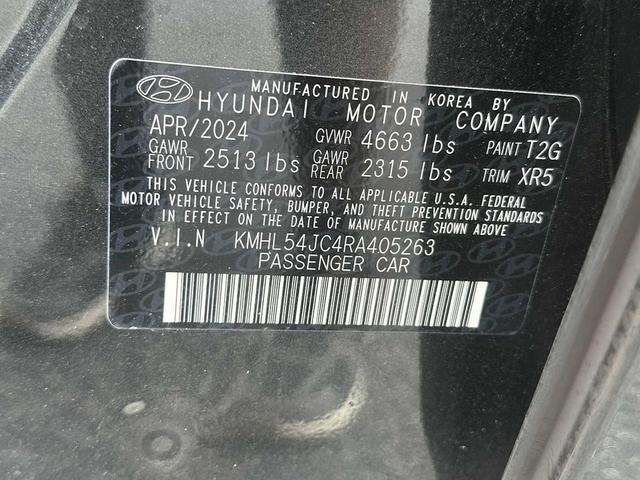 MANUFACTURED IN KOREA BY
HYUNDAI MOTOR COMPANY
APR/2024 GVWR 4663 lbs PAINT T2G
GAWR FRONT 2513 lbs GAWR REAR 2315 lbs TRIM XR5
THIS VEHICLE CONFORMS TO ALL APPLICABLE U.S.A. FEDERAL
MOTOR VEHICLE SAFETY, BUMPER, AND THEFT PREVENTION STANDARDS
IN EFFECT ON THE DATE OF MANUFACTURE SHOWN ABOVE
V.I.N KMHL54JC4RA405263
PASSENGER CAR